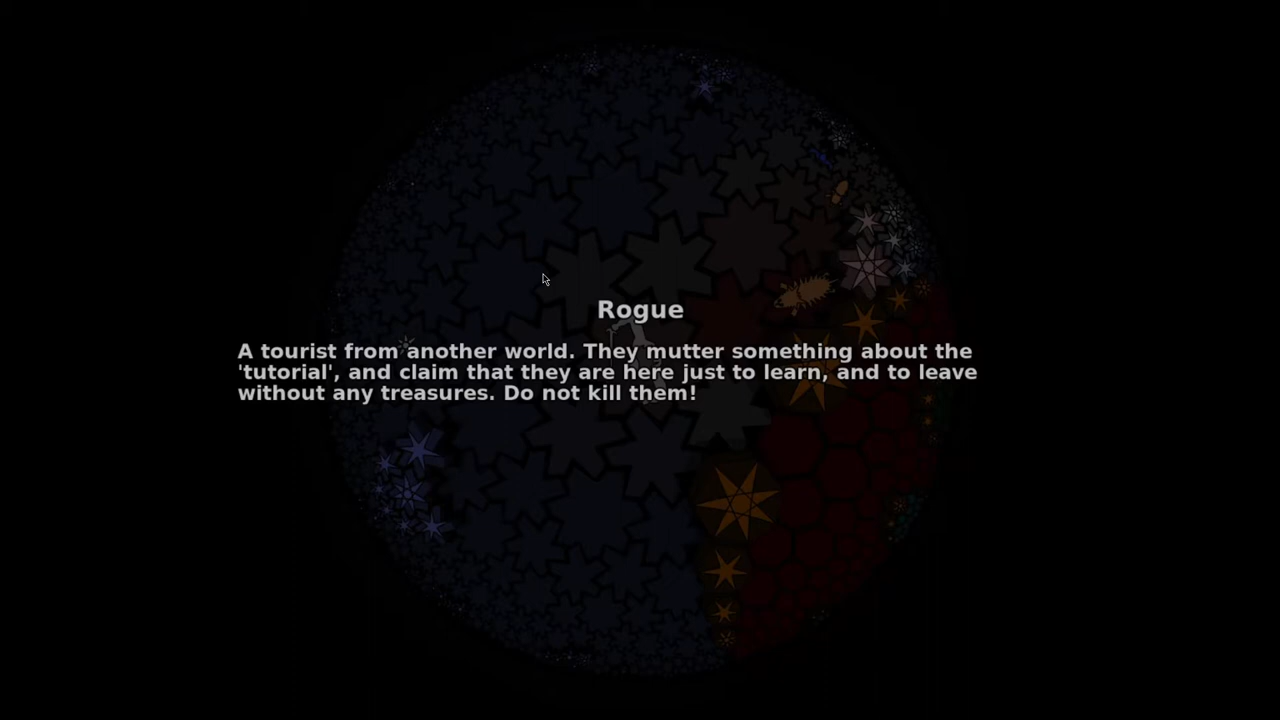 Rogue
A tourist from another world. They mutter something about the
'tutorial', and claim that they are here just to learn, and to leave
without any treasures. Do not kill them!